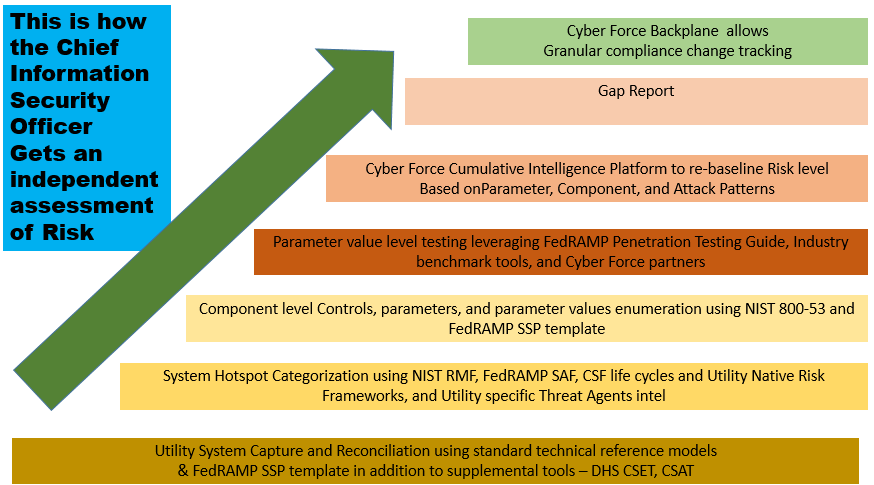 This is how
the Chief
Information
Security
Officer
Gets an
independent
assessment
of Risk
Cyber Force Backplane  allows
Granular compliance change tracking
Gap Report
Cyber Force Cumulative Intelligence Platform to re-baseline Risk level
Based onParameter, Component, and Attack Patterns
Parameter value level testing leveraging FedRAMP Penetration Testing Guide, Industry
benchmark tools, and Cyber Force partners
Component level Controls, parameters, and parameter values enumeration using NIST 800-53 and
FedRAMP SSP template
System Hotspot Categorization using NIST RMF, FedRAMP SAF, CSF life cycles and Utility Native Risk
Frameworks, and Utility specific Threat Agents intel
Utility System Capture and Reconciliation using standard technical reference models
& FedRAMP SSP template in addition to supplemental tools – DHS CSET, CSAT